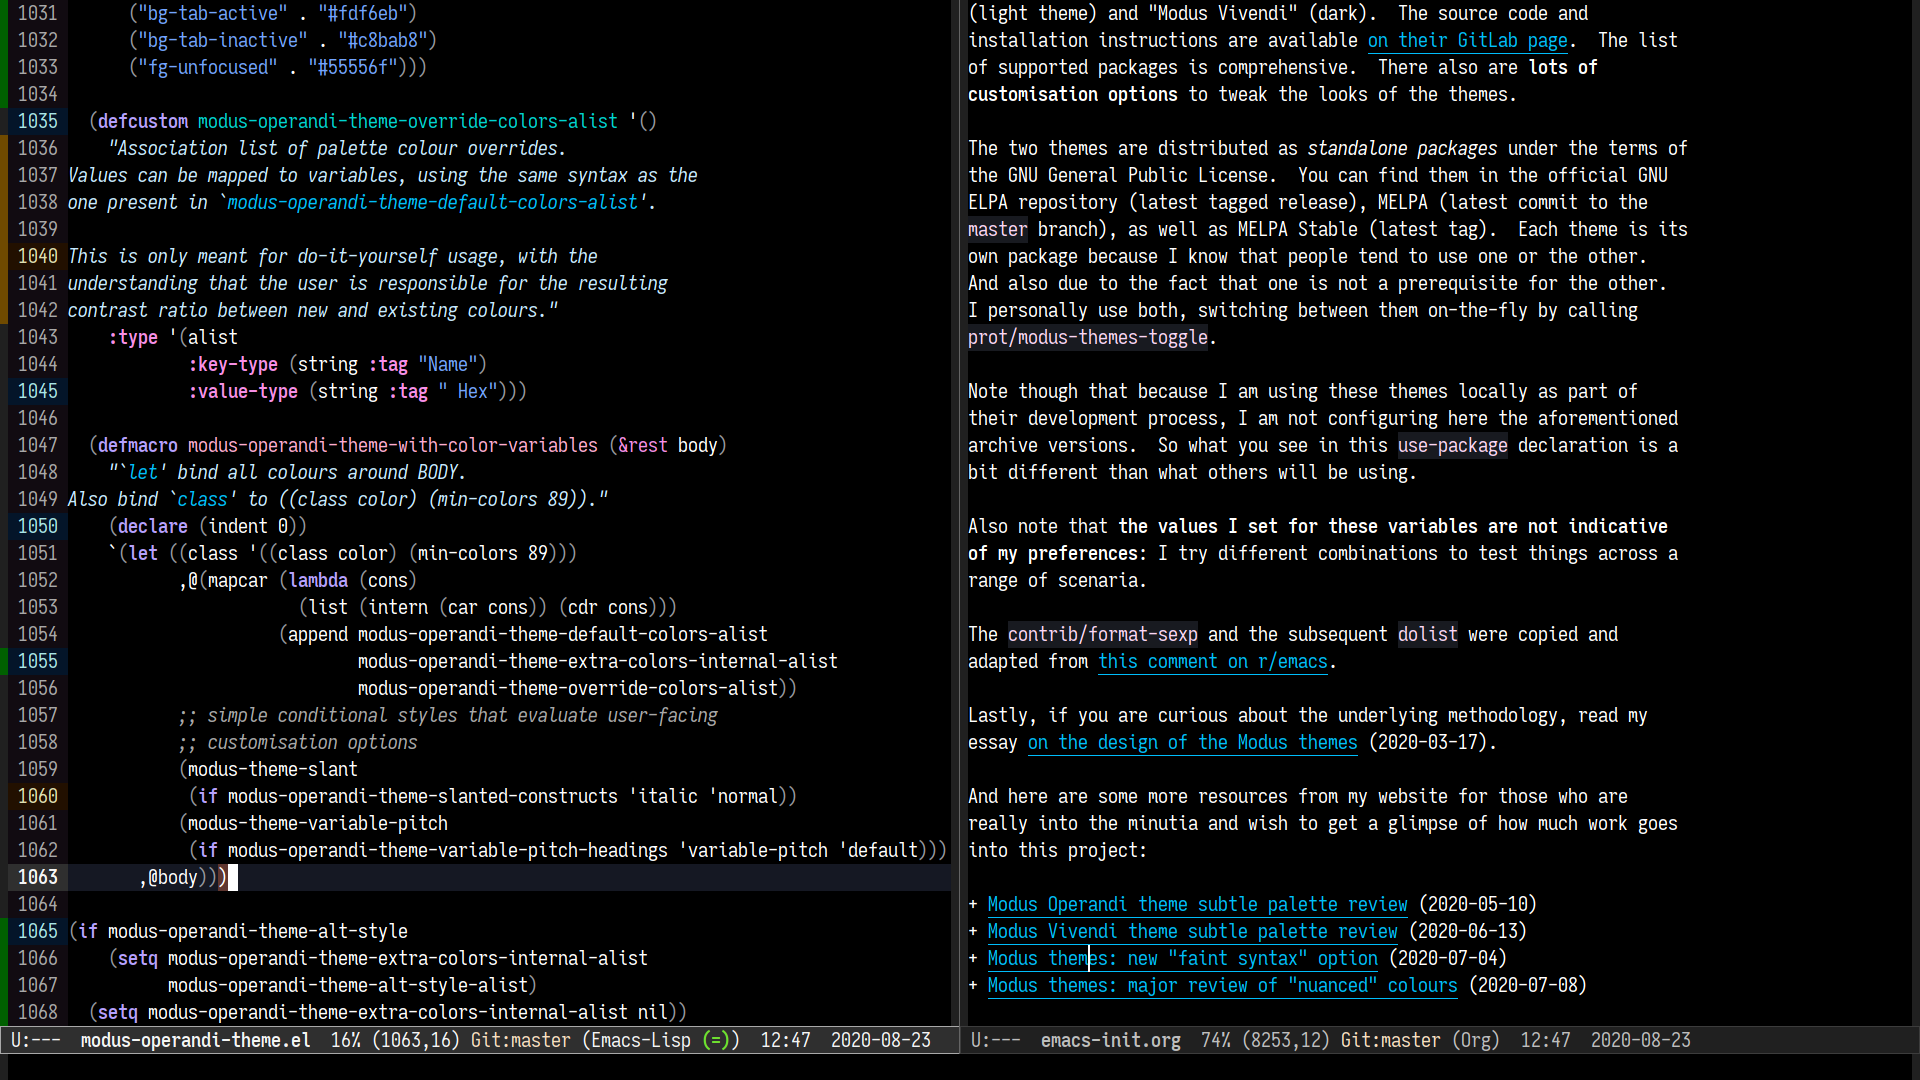 1031       ("bg-tab-active" . "#fdf6eb")
1032       ("bg-tab-inactive" . "#c8bab8")
1033       ("fg-unfocused" . "#55556f")))
1034
1035   (defcustom modus-operandi-theme-override-colors-alist '()
1036     "Association list of palette colour overrides.
1037 Values can be mapped to variables, using the same syntax as the
1038 one present in `modus-operandi-theme-default-colors-alist'.
1039
1040 This is only meant for do-it-yourself usage, with the
1041 understanding that the user is responsible for the resulting
1042 contrast ratio between new and existing colours."
1043     :type '(alist
1044             :key-type (string :tag "Name")
1045             :value-type (string :tag " Hex")))
1046
1047   (defmacro modus-operandi-theme-with-color-variables (&rest body)
1048     "`let' bind all colours around BODY.
1049 Also bind `class' to ((class color) (min-colors 89))."
1050     (declare (indent 0))
1051     `(let ((class '((class color) (min-colors 89)))
1052            ,@(mapcar (lambda (cons)
1053                        (list (intern (car cons)) (cdr cons)))
1054                      (append modus-operandi-theme-default-colors-alist
1055                              modus-operandi-theme-extra-colors-internal-alist
1056                              modus-operandi-theme-override-colors-alist))
1057            ;; simple conditional styles that evaluate user-facing
1058            ;; customisation options
1059            (modus-theme-slant
1060             (if modus-operandi-theme-slanted-constructs 'italic 'normal))
1061            (modus-theme-variable-pitch
1062             (if modus-operandi-theme-variable-pitch-headings 'variable-pitch 'default)))
1063        ,@body)))
1064
1065 (if modus-operandi-theme-alt-style
1066     (setq modus-operandi-theme-extra-colors-internal-alist
1067           modus-operandi-theme-alt-style-alist)
1068   (setq modus-operandi-theme-extra-colors-internal-alist nil))
U:---  modus-operandi-theme.el  16% (1063,16) Git:master (Emacs-Lisp (=))  12:47  2020-08-23
(light theme) and "Modus Vivendi" (dark).  The source code and
installation instructions are available on their GitLab page.  The list
of supported packages is comprehensive.  There also are lots of
customisation options to tweak the looks of the themes.

The two themes are distributed as standalone packages under the terms of
the GNU General Public License.  You can find them in the official GNU
ELPA repository (latest tagged release), MELPA (latest commit to the
master branch), as well as MELPA Stable (latest tag).  Each theme is its
own package because I know that people tend to use one or the other.
And also due to the fact that one is not a prerequisite for the other.
I personally use both, switching between them on-the-fly by calling
prot/modus-themes-toggle.

Note though that because I am using these themes locally as part of
their development process, I am not configuring here the aforementioned
archive versions.  So what you see in this use-package declaration is a
bit different than what others will be using.

Also note that the values I set for these variables are not indicative
of my preferences: I try different combinations to test things across a
range of scenaria.

The contrib/format-sexp and the subsequent dolist were copied and
adapted from this comment on r/emacs.

Lastly, if you are curious about the underlying methodology, read my
essay on the design of the Modus themes (2020-03-17).

And here are some more resources from my website for those who are
really into the minutia and wish to get a glimpse of how much work goes
into this project:

+ Modus Operandi theme subtle palette review (2020-05-10)
+ Modus Vivendi theme subtle palette review (2020-06-13)
+ Modus themes: new "faint syntax" option (2020-07-04)
+ Modus themes: major review of "nuanced" colours (2020-07-08)
U:---  emacs-init.org  74% (8253,12) Git:master (Org)  12:47  2020-08-23